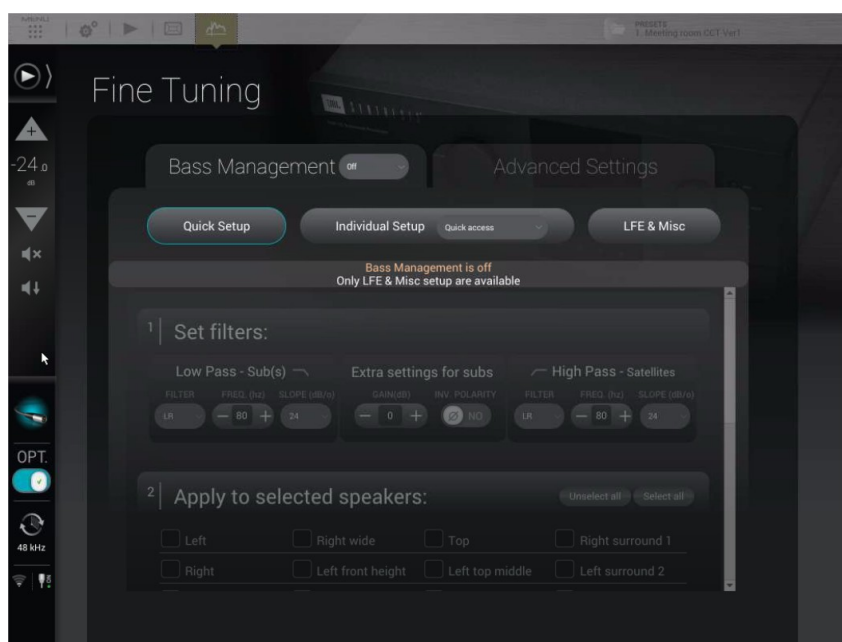 MENU
PRESETS
1. Meeting room CCT Ver1
Fine Tuning
JBL SYNTHESIS
-24.0
dB
Bass Management Off
Advanced Settings
Quick Setup
Individual Setup Quick access
LFE & Misc
Bass Management is off
Only LFE & Misc setup are available
1 Set filters:
Low Pass - Sub(s)
Extra settings for subs
High Pass - Satellites
FILTER FREQ. (hz) SLOPE (dB/o)
GAIN(dB) INV. POLARITY
FILTER FREQ. (hz) SLOPE (dB/o)
LR - 80 + 24
- 0 + Ø NO
LR - 80 + 24
2 Apply to selected speakers:
Unselect all Select all
Left Right wide Top Right surround 1
Right Left front height Left top middle Left surround 2
OPT.
48 kHz